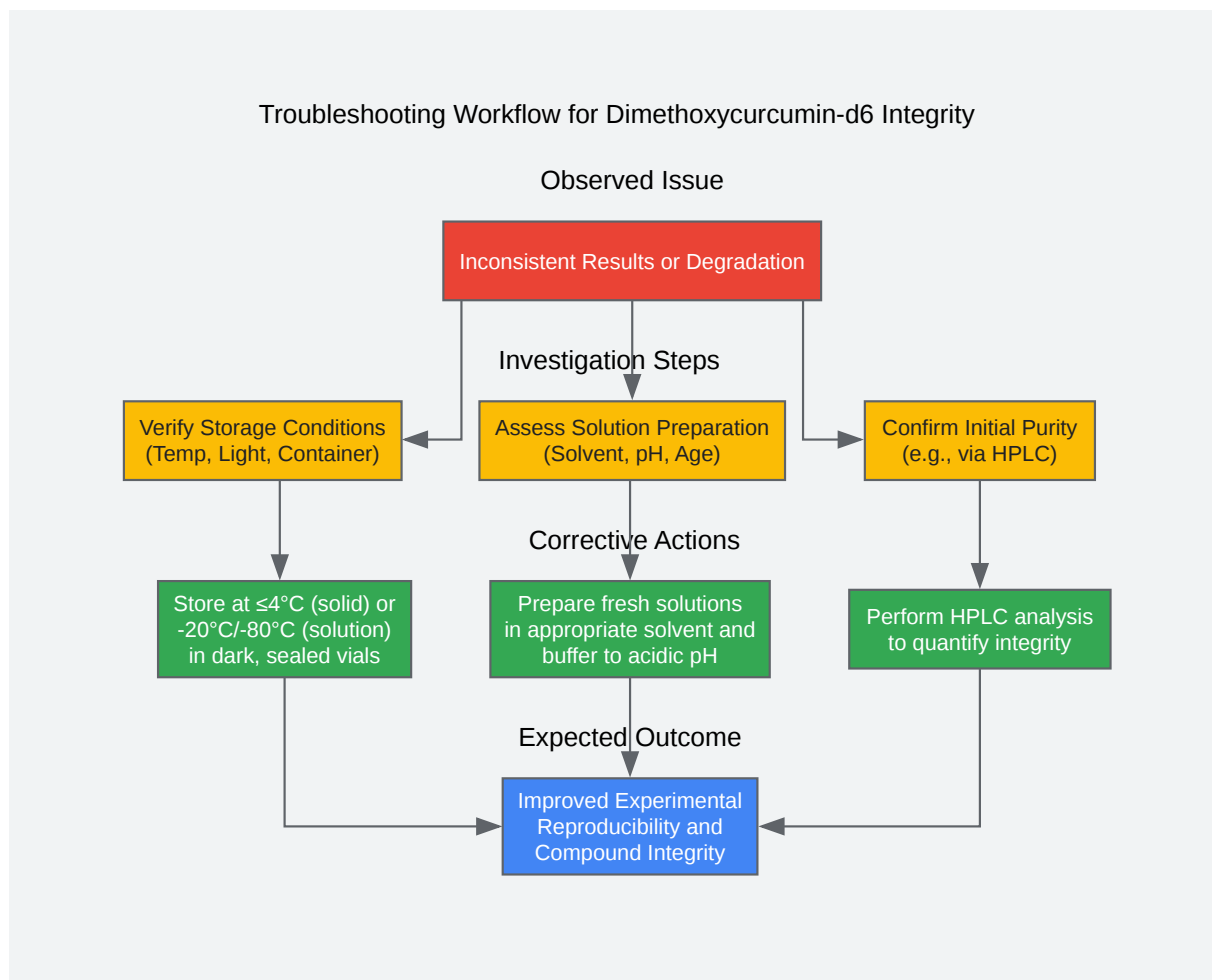 Troubleshooting Workflow for Dimethoxycurcumin-d6 Integrity
Observed Issue
Inconsistent Results or Degradation
Investigation Steps
Verify Storage Conditions
(Temp, Light, Container)
Assess Solution Preparation
(Solvent, pH, Age)
Confirm Initial Purity
(e.g., via HPLC)
Corrective Actions
Store at ≤4°C (solid) or
-20°C/-80°C (solution)
in dark, sealed vials
Prepare fresh solutions
in appropriate solvent and
buffer to acidic pH
Perform HPLC analysis
to quantify integrity
Expected Outcome
Improved Experimental
Reproducibility and
Compound Integrity